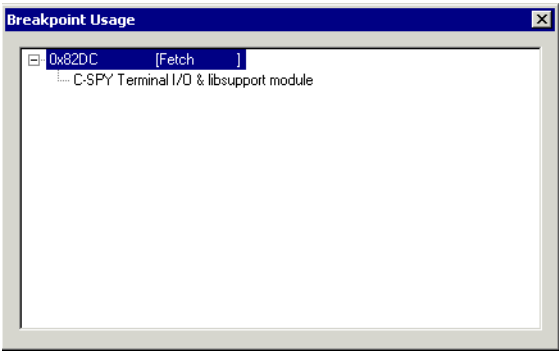 Breakpoint Usage
0x82DC [Fetch ]
C-SPY Terminal I/O & libsupport module